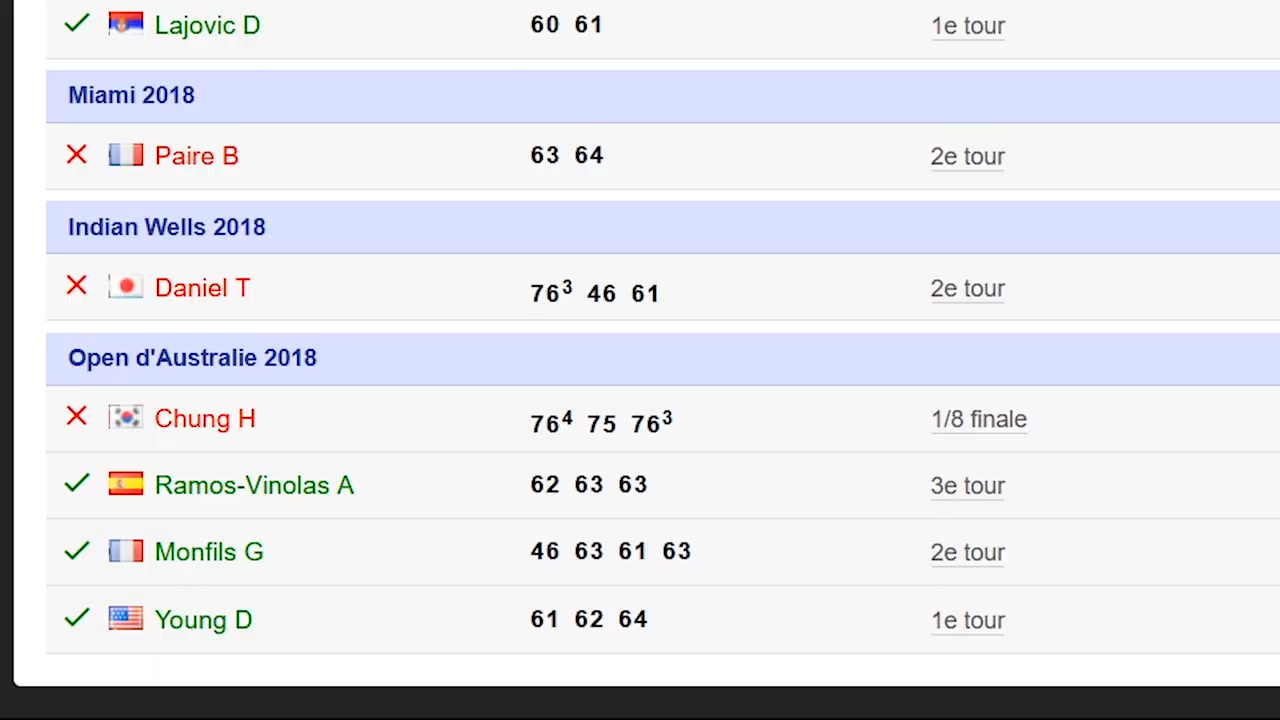 Lajovic D 60 61 1e tour
Miami 2018
Paire B 63 64 2e tour
Indian Wells 2018
Daniel T 76³ 46 61 2e tour
Open d'Australie 2018
Chung H 76⁴ 75 76³ 1/8 finale
Ramos-Vinolas A 62 63 63 3e tour
Monfils G 46 63 61 63 2e tour
Young D 61 62 64 1e tour